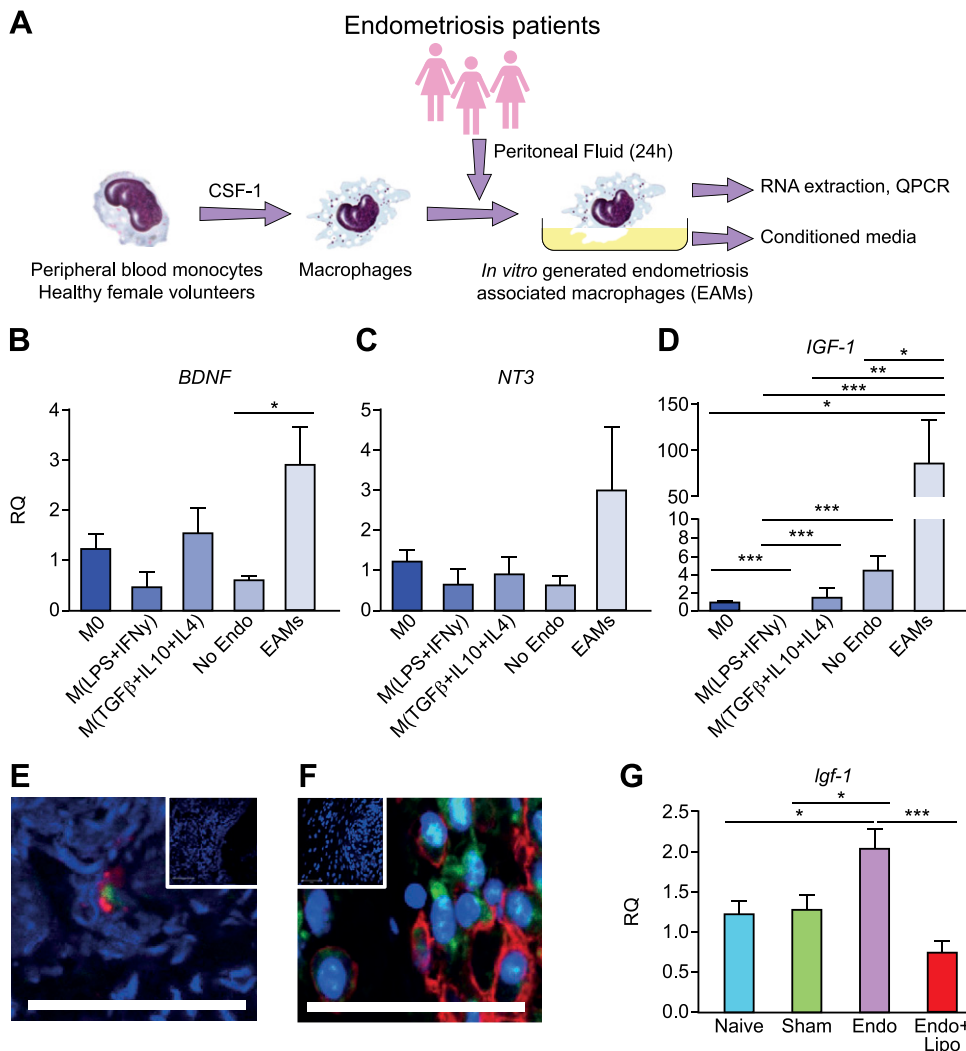 A
Endometriosis patients
Peritoneal Fluid (24h)
CSF-1
RNA extraction, QPCR
Conditioned media
Peripheral blood monocytes
Healthy female volunteers
Macrophages
In vitro generated endometriosis
associated macrophages (EAMs)
B
BDNF
*
4
3
2
1
0
RQ
M0
M(LPS+IFNy)
M(TGFβ+IL10+IL4)
No Endo
EAMs
C
NT3
5
4
3
2
1
0
M0
M(LPS+IFNy)
M(TGFβ+IL10+IL4)
No Endo
EAMs
D
IGF-1
*
**
***
*
150
100
50
10
8
6
4
2
0
***
***
***
M0
M(LPS+IFNy)
M(TGFβ+IL10+IL4)
No Endo
EAMs
E
F
G
Igf-1
*
*
***
2.5
2.0
1.5
1.0
0.5
0.0
RQ
Naive
Sham
Endo
Endo+
Lipo